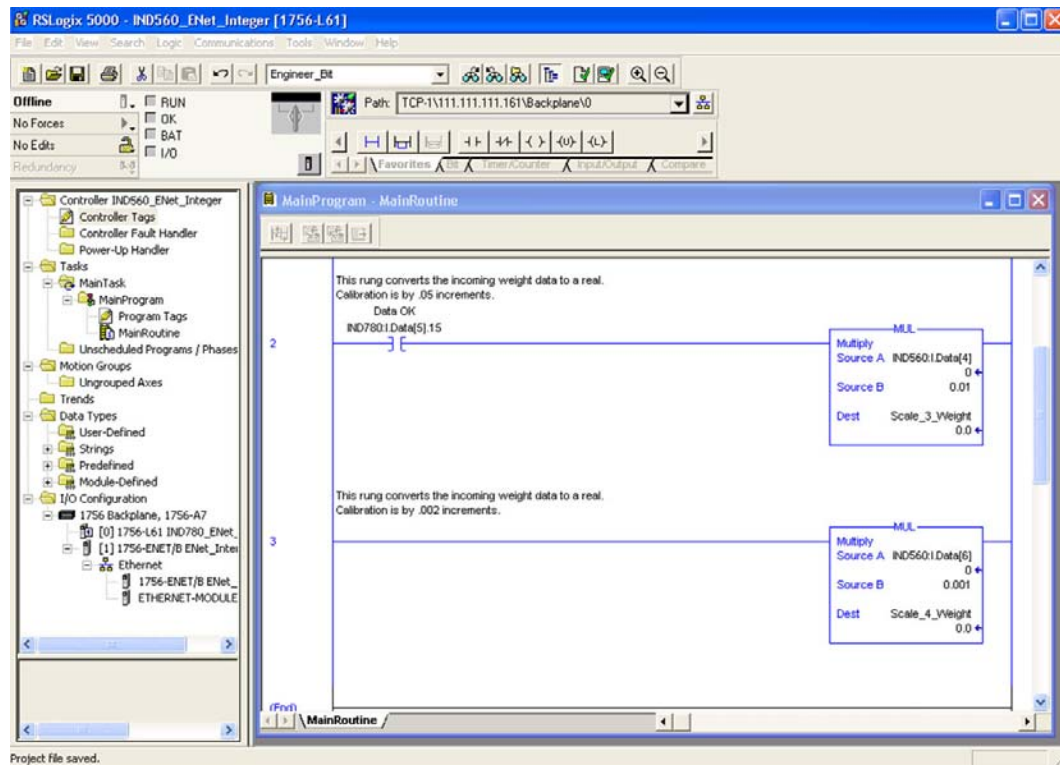 RSLogix 5000 - IND560_ENet_Integer [1756-L61]
File Edit View Search Logic Communications Tools Window Help
Engineer_Bit
Offline
RUN
No Forces
OK
No Edits
BAT
Redundancy
I/O
Path: TCP-1\111.111.111.161\Backplane\0
Favorites Bit Timer/Counter Input/Output Compare
Controller IND560_ENet_Integer
Controller Tags
Controller Fault Handler
Power-Up Handler
Tasks
MainTask
MainProgram
Program Tags
MainRoutine
Unscheduled Programs / Phases
Motion Groups
Ungrouped Axes
Trends
Data Types
User-Defined
Strings
Predefined
Module-Defined
I/O Configuration
1756 Backplane, 1756-A7
[0] 1756-L61 IND780_ENet_
[1] 1756-ENET/B ENet_Inte
Ethernet
1756-ENET/B ENet_
ETHERNET-MODULE
MainProgram - MainRoutine
This rung converts the incoming weight data to a real.
Calibration is by .05 increments.
Data OK
IND780:I.Data[5].15
2
MUL
Multiply
Source A IND560:I.Data[4]
0
Source B 0.01
Dest Scale_3_Weight
0.0
This rung converts the incoming weight data to a real.
Calibration is by .002 increments.
3
MUL
Multiply
Source A IND560:I.Data[6]
0
Source B 0.001
Dest Scale_4_Weight
0.0
(End)
MainRoutine
Project file saved.